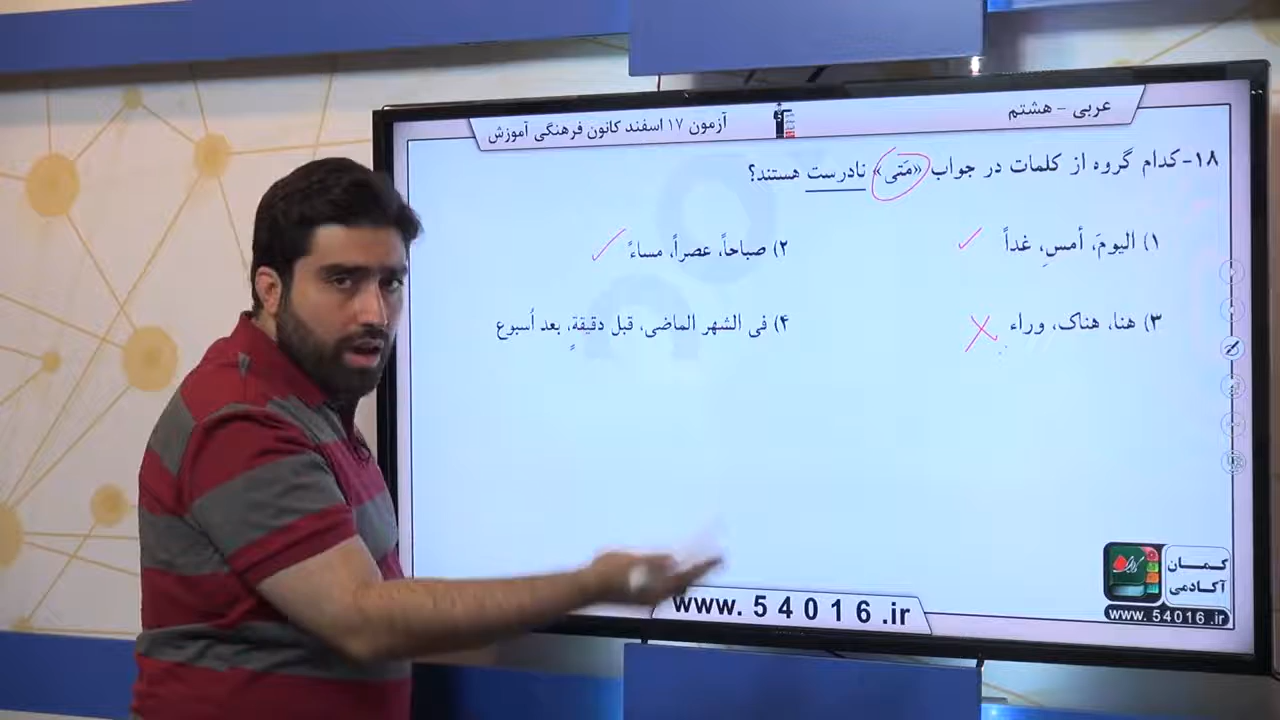 عربی - هشتم
آزمون ۱۷ اسفند کانون فرهنگی آموزش
۱۸-کدام گروه از کلمات در جواب «مَتی» نادرست هستند؟
۱) الیومَ، أمسِ، غداً
۲) صباحاً، عصراً، مساءً
۳) هنا، هناک، وراء
۴) فی الشهر الماضی، قبل دقیقةٍ، بعد اُسبوع
کمان
آکادمی
www. 54016 .ir
www. 54016 .ir